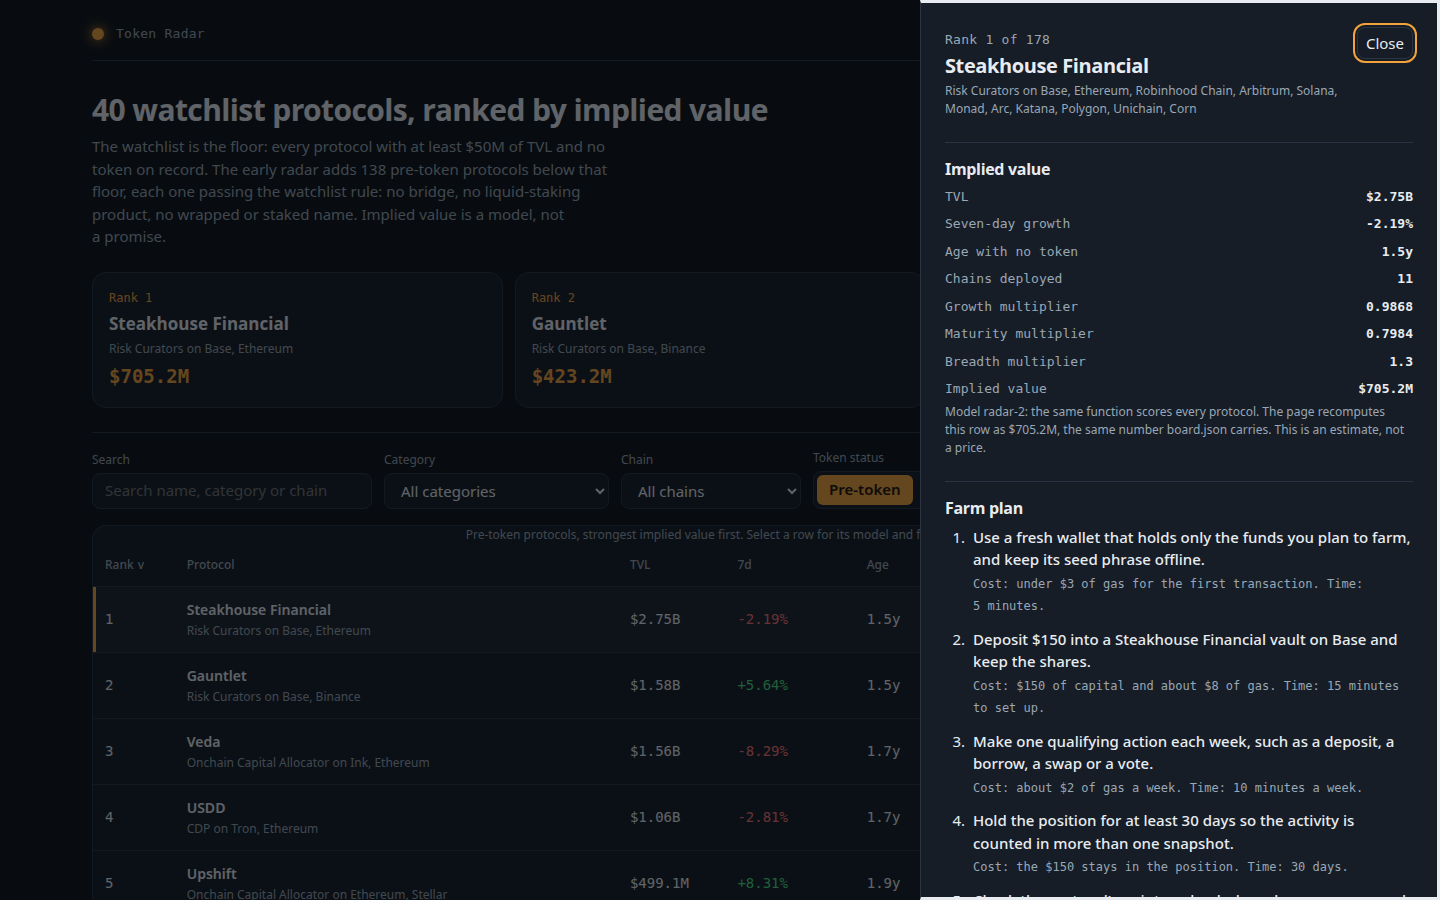 Token Radar
40 watchlist protocols, ranked by implied value
The watchlist is the floor: every protocol with at least $50M of TVL and no
token on record. The early radar adds 138 pre-token protocols below that
floor, each one passing the watchlist rule: no bridge, no liquid-staking
product, no wrapped or staked name. Implied value is a model, not
a promise.
Rank 1
Steakhouse Financial
Risk Curators on Base, Ethereum
$705.2M
Rank 2
Gauntlet
Risk Curators on Base, Binance
$423.2M
Search
Category
Chain
Token status
Search name, category or chain
All categories
All chains
Pre-token
Pre-token protocols, strongest implied value first. Select a row for its model and f
Rank v Protocol TVL 7d Age
1 Steakhouse Financial $2.75B -2.19% 1.5y
Risk Curators on Base, Ethereum
2 Gauntlet $1.58B +5.64% 1.5y
Risk Curators on Base, Binance
3 Veda $1.56B -8.29% 1.7y
Onchain Capital Allocator on Ink, Ethereum
4 USDD $1.06B -2.81% 1.7y
CDP on Tron, Ethereum
5 Upshift $499.1M +8.31% 1.9y
Onchain Capital Allocator on Ethereum, Stellar
Rank 1 of 178
Close
Steakhouse Financial
Risk Curators on Base, Ethereum, Robinhood Chain, Arbitrum, Solana,
Monad, Arc, Katana, Polygon, Unichain, Corn
Implied value
TVL $2.75B
Seven-day growth -2.19%
Age with no token 1.5y
Chains deployed 11
Growth multiplier 0.9868
Maturity multiplier 0.7984
Breadth multiplier 1.3
Implied value $705.2M
Model radar-2: the same function scores every protocol. The page recomputes
this row as $705.2M, the same number board.json carries. This is an estimate, not
a price.
Farm plan
1. Use a fresh wallet that holds only the funds you plan to farm,
and keep its seed phrase offline.
Cost: under $3 of gas for the first transaction. Time:
5 minutes.
2. Deposit $150 into a Steakhouse Financial vault on Base and
keep the shares.
Cost: $150 of capital and about $8 of gas. Time: 15 minutes
to set up.
3. Make one qualifying action each week, such as a deposit, a
borrow, a swap or a vote.
Cost: about $2 of gas a week. Time: 10 minutes a week.
4. Hold the position for at least 30 days so the activity is
counted in more than one snapshot.
Cost: the $150 stays in the position. Time: 30 days.